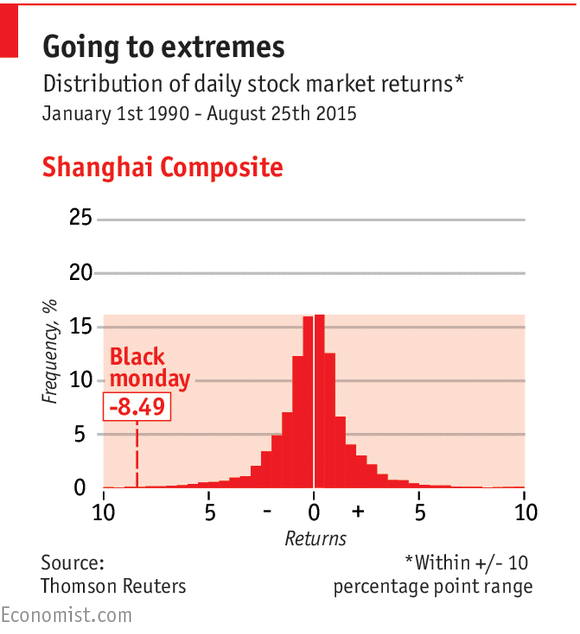 Going to extremes
Distribution of daily stock market returns*
January 1st 1990 - August 25th 2015
Shanghai Composite
25
20
15
10
5
0
Frequency, %
Black
monday
-8.49
10 5 - 0 + 5 10
Returns
Source:
Thomson Reuters
*Within +/- 10
percentage point range
Economist.com